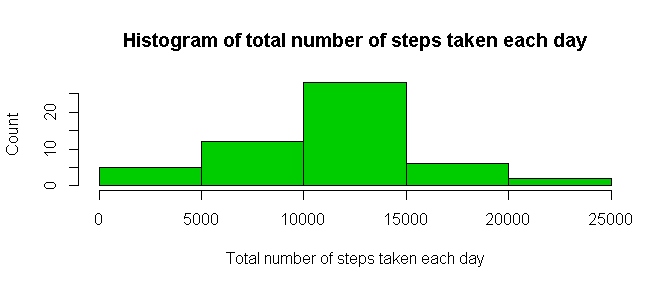 Histogram of total number of steps taken each day
Count
20
10
0
0 5000 10000 15000 20000 25000
Total number of steps taken each day